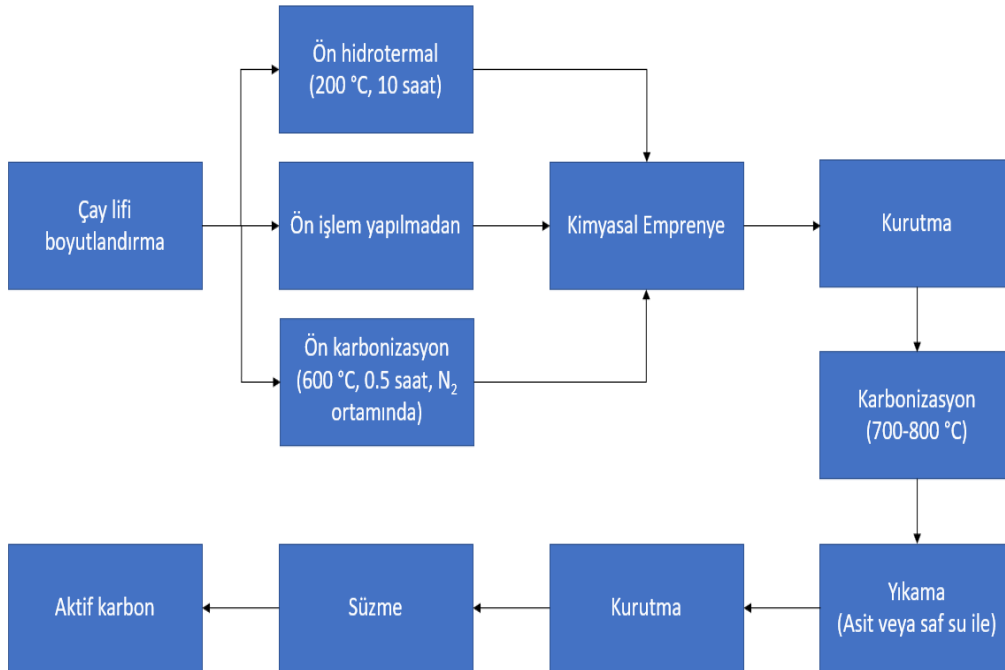 Ön hidrotermal
(200 °C, 10 saat)
Çay lifi
boyutlandırma
Ön işlem yapılmadan
Kimyasal Emprenye
Kurutma
Ön karbonizasyon
(600 °C, 0.5 saat, N₂
ortamında)
Karbonizasyon
(700-800 °C)
Yıkama
(Asit veya saf su ile)
Kurutma
Süzme
Aktif karbon